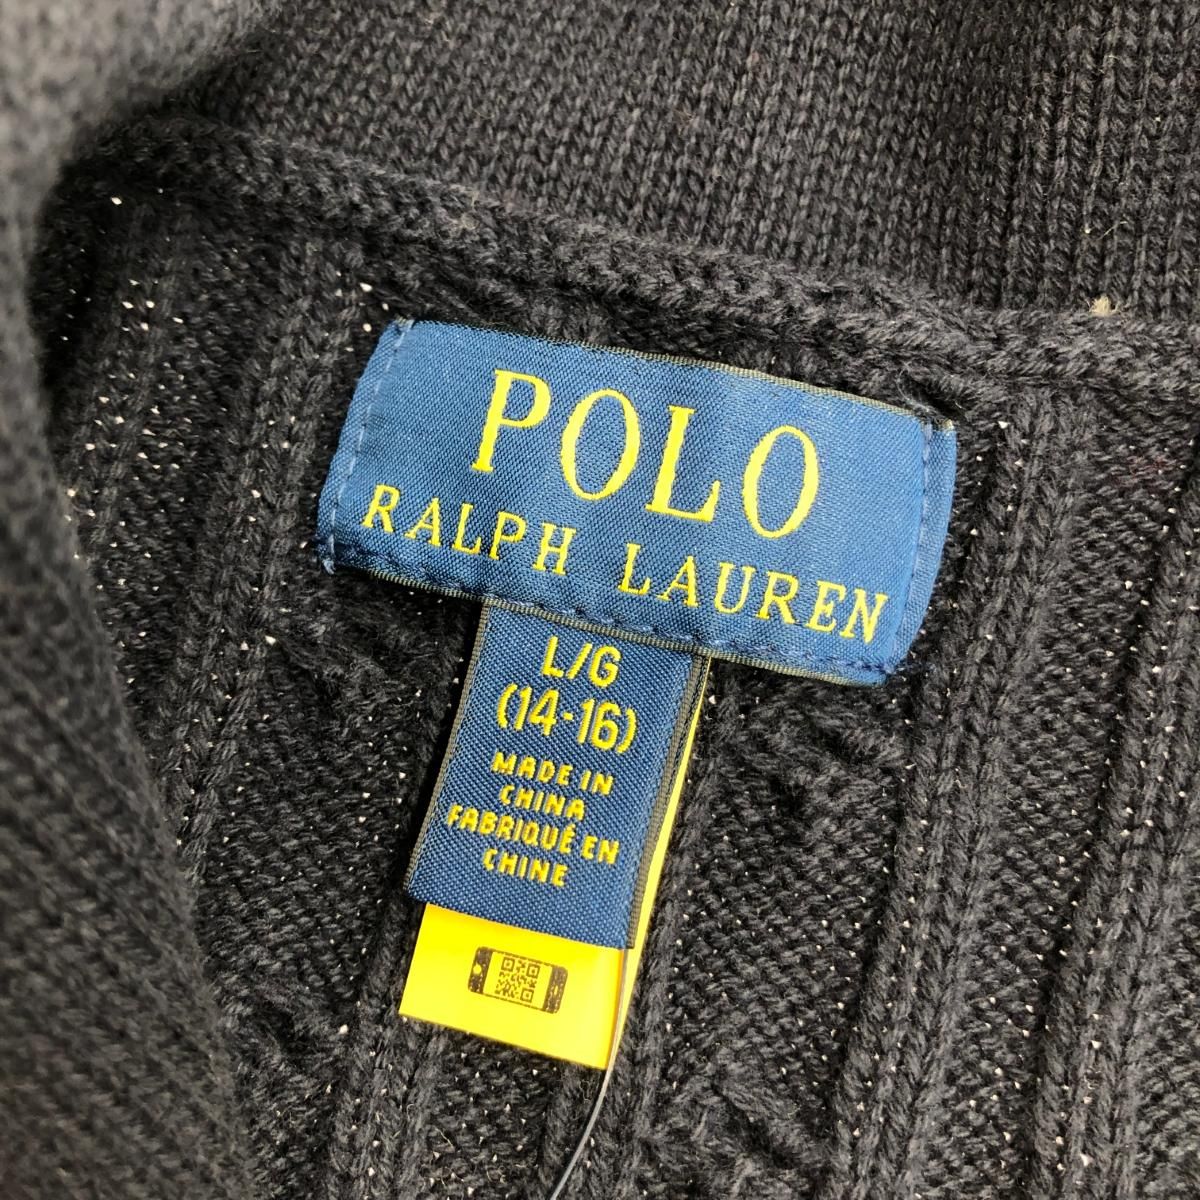 POLO
RALPH LAUREN
L/G
(14-16)
MADE IN
CHINA
FABRIQUÉ EN
CHINE